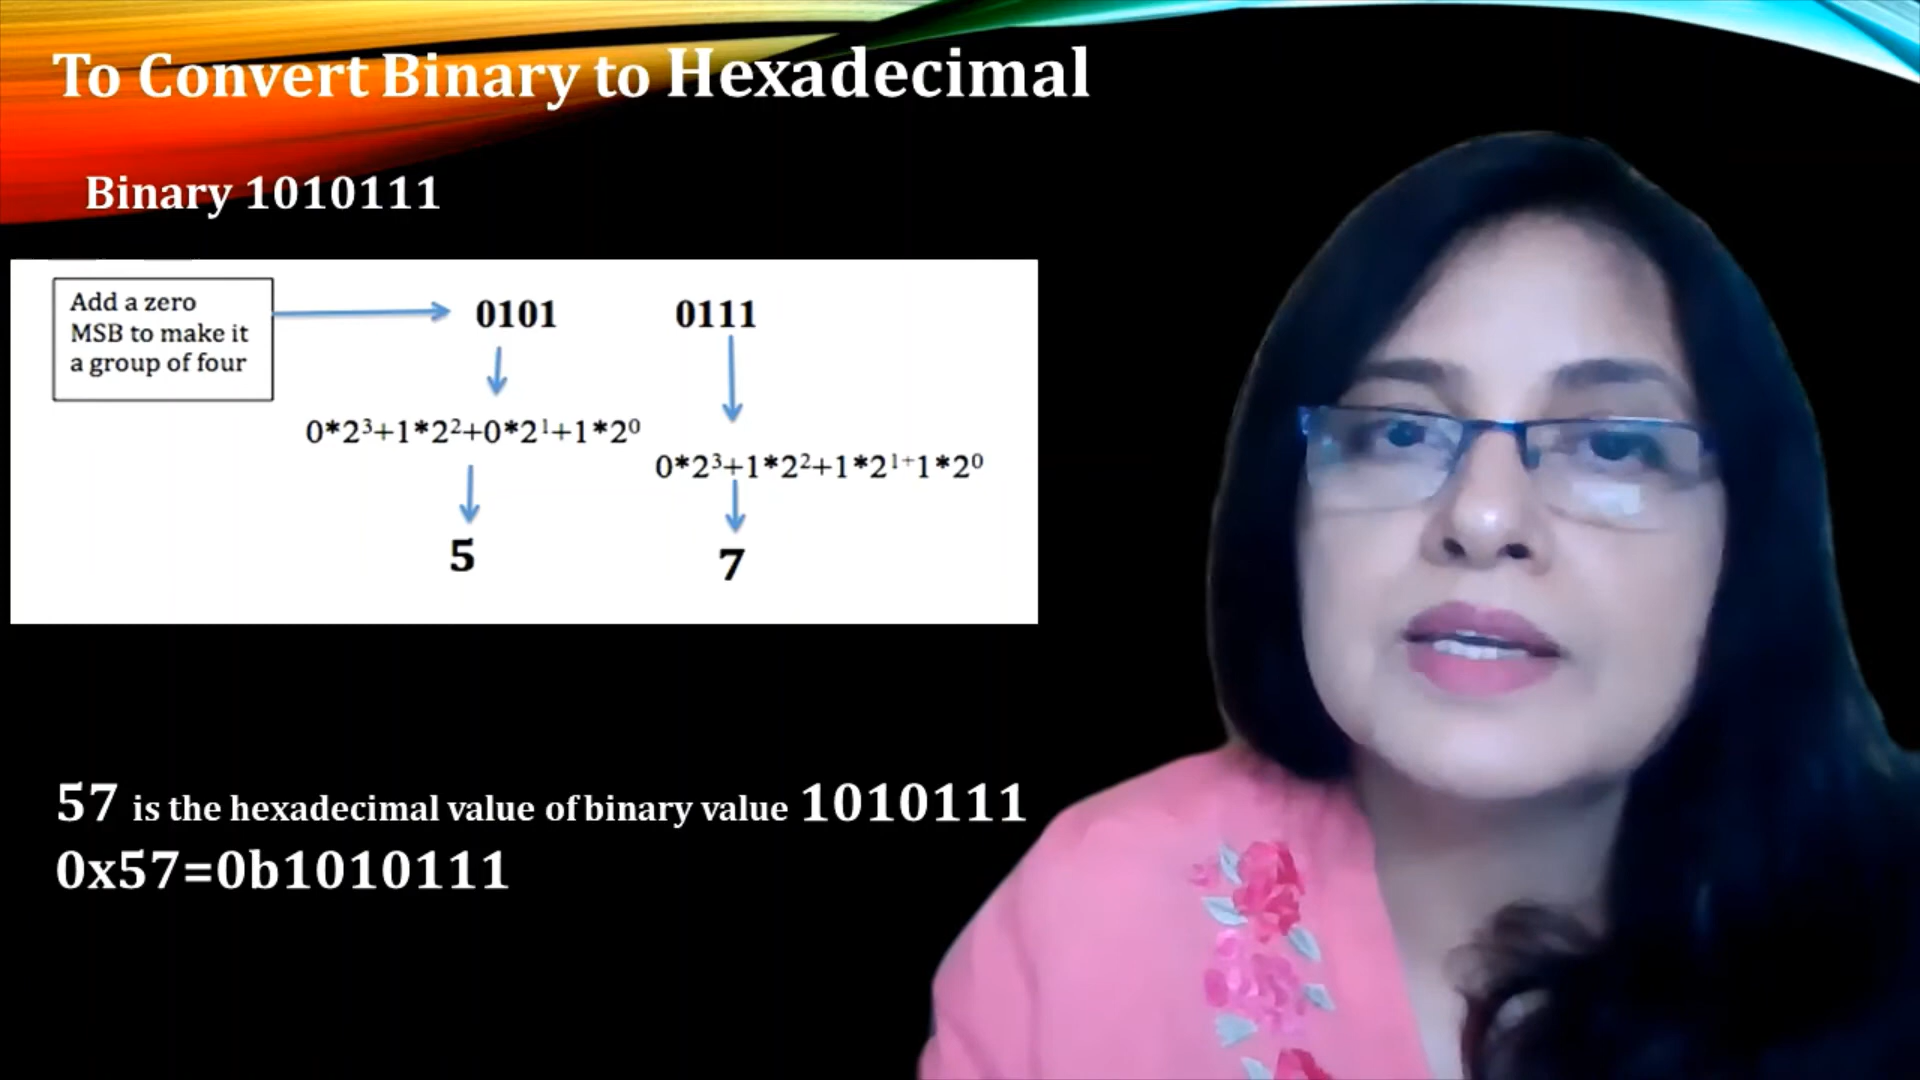 To Convert Binary to Hexadecimal
Binary 1010111
Add a zero
MSB to make it
a group of four
0101 0111
0*2³+1*2²+0*2¹+1*2⁰
0*2³+1*2²+1*2¹⁺1*2⁰
5 7
57 is the hexadecimal value of binary value 1010111
0x57=0b1010111